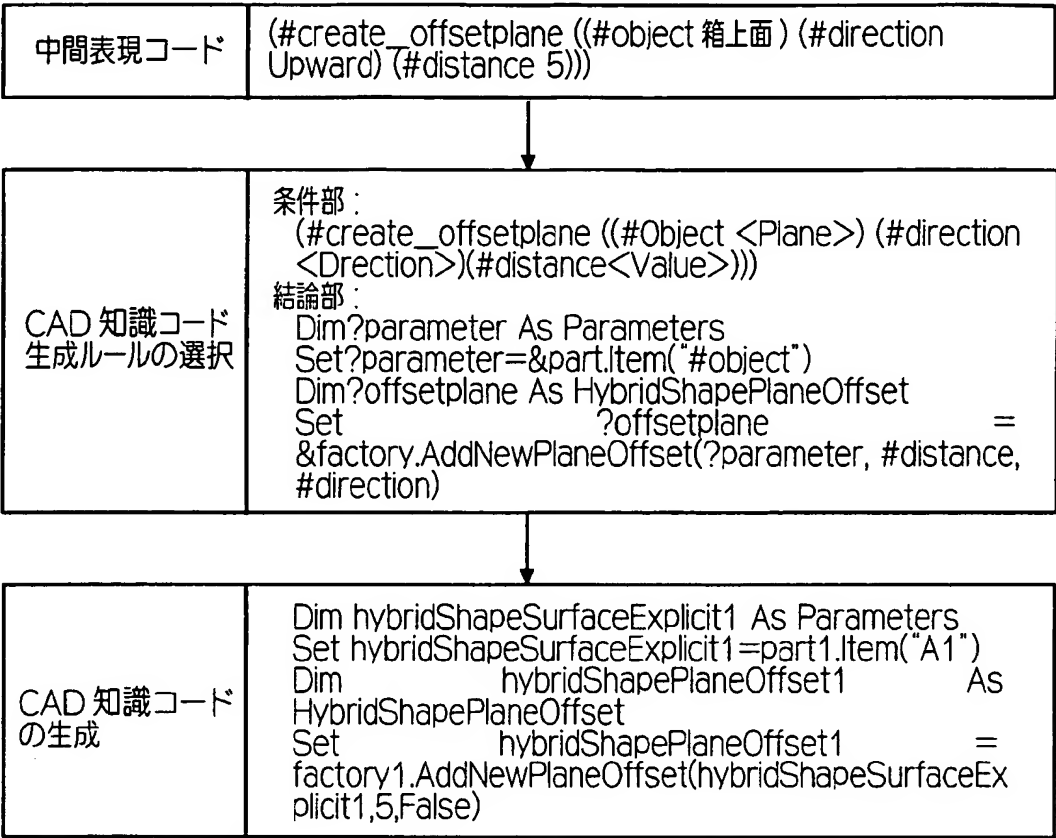 中間表現コード
(#create_offsetplane ((#object 箱上面) (#direction
Upward) (#distance 5)))
CAD 知識コード
生成ルールの選択
条件部:
(#create_offsetplane ((#Object <Plane>) (#direction
<Drection>)(#distance<Value>)))
結論部:
Dim?parameter As Parameters
Set?parameter=&part.Item("#object")
Dim?offsetplane As HybridShapePlaneOffset
Set ?offsetplane =
&factory.AddNewPlaneOffset(?parameter, #distance,
#direction)
CAD 知識コード
の生成
Dim hybridShapeSurfaceExplicit1 As Parameters
Set hybridShapeSurfaceExplicit1=part1.Item("A1")
Dim hybridShapePlaneOffset1 As
HybridShapePlaneOffset
Set hybridShapePlaneOffset1 =
factory1.AddNewPlaneOffset(hybridShapeSurfaceEx
plicit1,5,False)